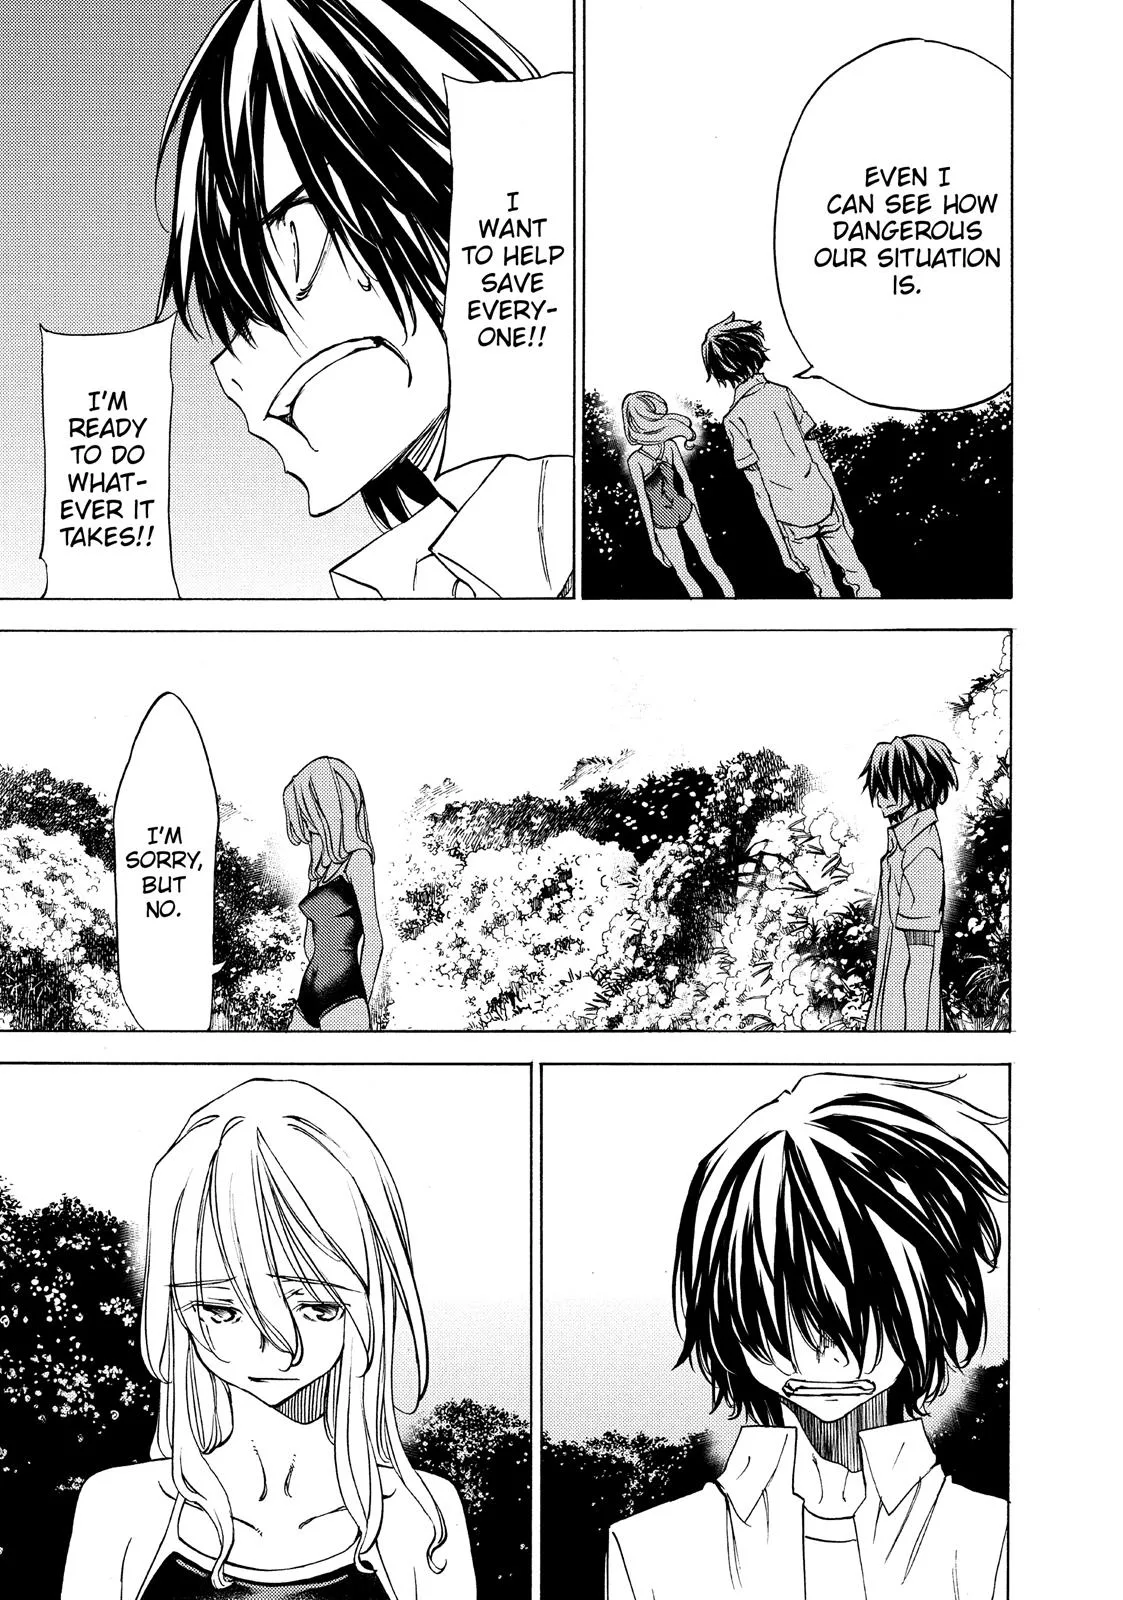 EVEN I
CAN SEE HOW
DANGEROUS
OUR SITUATION
IS.
I
WANT
TO HELP
SAVE
EVERY-
ONE!!
I'M
READY
TO DO
WHAT-
EVER IT
TAKES!!
I'M
SORRY,
BUT
NO.